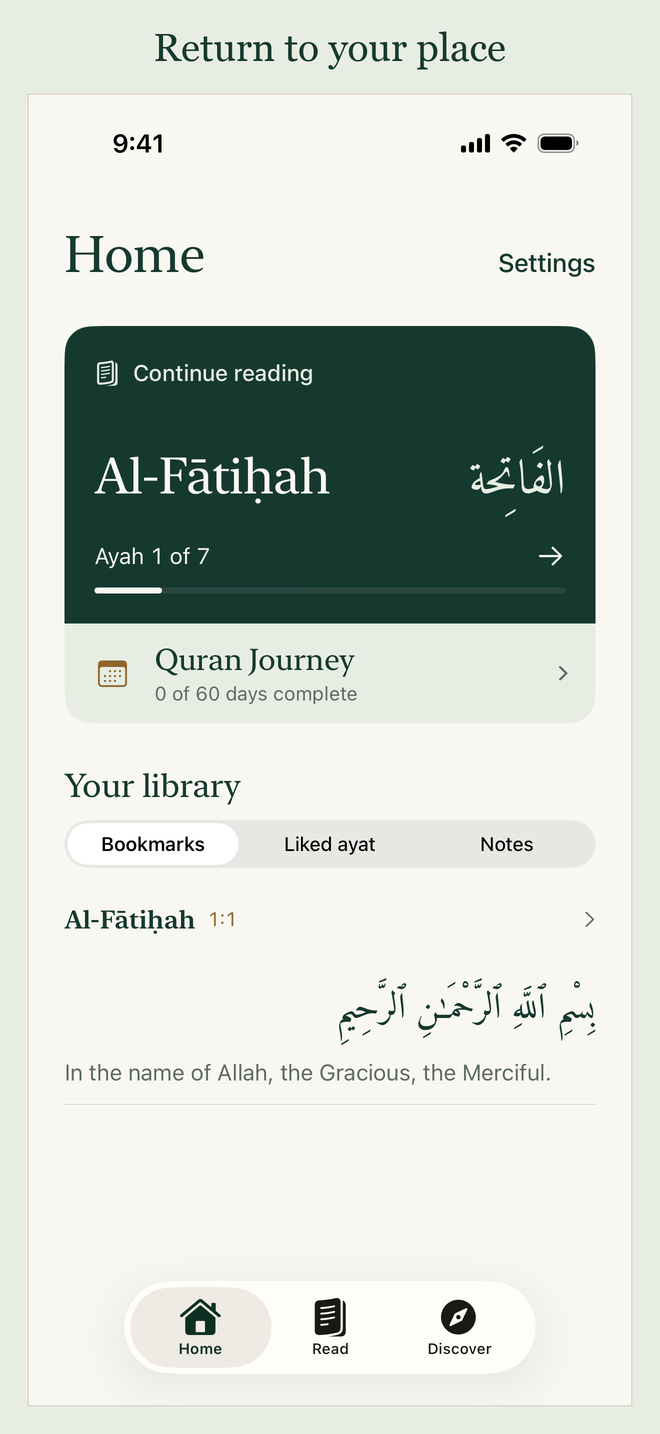 Return to your place
9:41
Home
Settings
Continue reading
Al-Fātiḥah
الفَاتِحة
Ayah 1 of 7
Quran Journey
0 of 60 days complete
Your library
Bookmarks
Liked ayat
Notes
Al-Fātiḥah 1:1
بِسْمِ ٱللَّهِ ٱلرَّحْمَـٰنِ ٱلرَّحِيمِ
In the name of Allah, the Gracious, the Merciful.
Home
Read
Discover